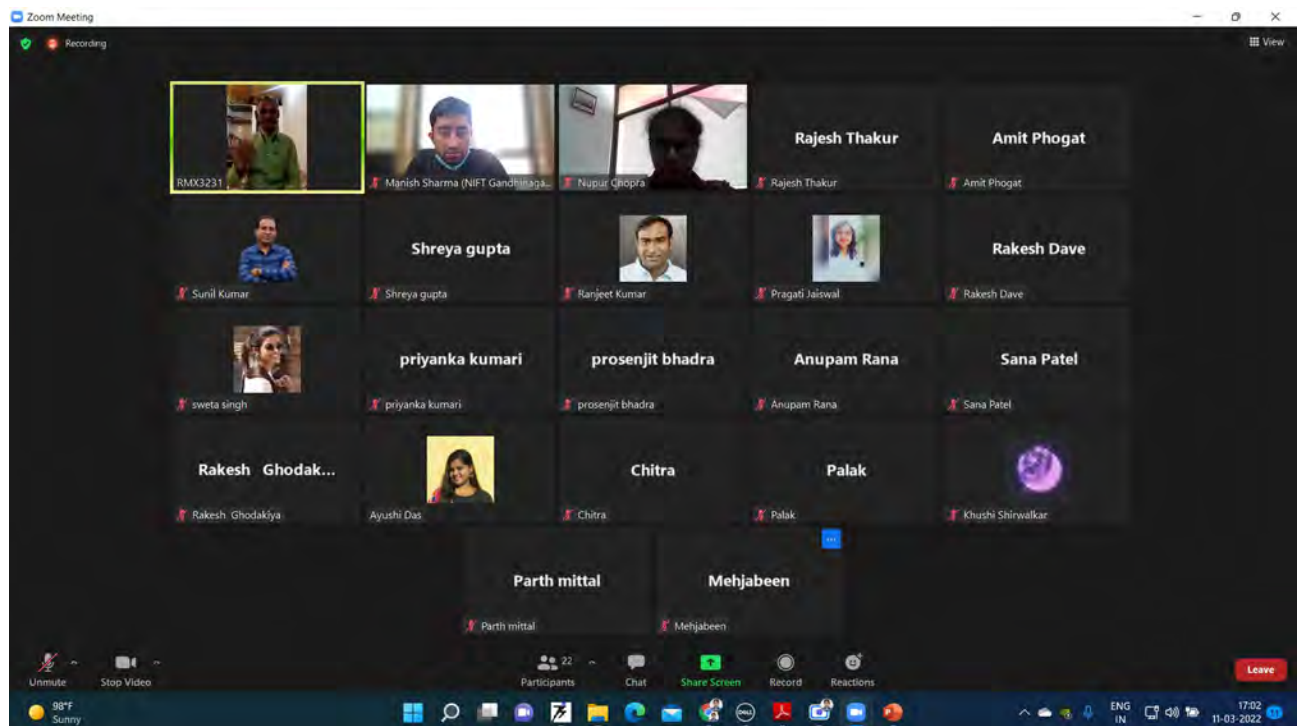 Zoom Meeting
Recording
View
RMX3231
Manish Sharma (NIFT Gandhinaga...
Nupur Chopra
Rajesh Thakur
Rajesh Thakur
Amit Phogat
Amit Phogat
Sunil Kumar
Shreya gupta
Shreya gupta
Ranjeet Kumar
Pragati Jaiswal
Rakesh Dave
Rakesh Dave
sweta singh
priyanka kumari
priyanka kumari
prosenjit bhadra
prosenjit bhadra
Anupam Rana
Anupam Rana
Sana Patel
Sana Patel
Rakesh Ghodak...
Rakesh Ghodakiya
Ayushi Das
Chitra
Chitra
Palak
Palak
Khushi Shirwalkar
Parth mittal
Parth mittal
Mehjabeen
Mehjabeen
Unmute
Stop Video
22
Participants
Chat
Share Screen
Record
Reactions
Leave
98°F
Sunny
DELL
ENG
IN
17:02
11-03-2022